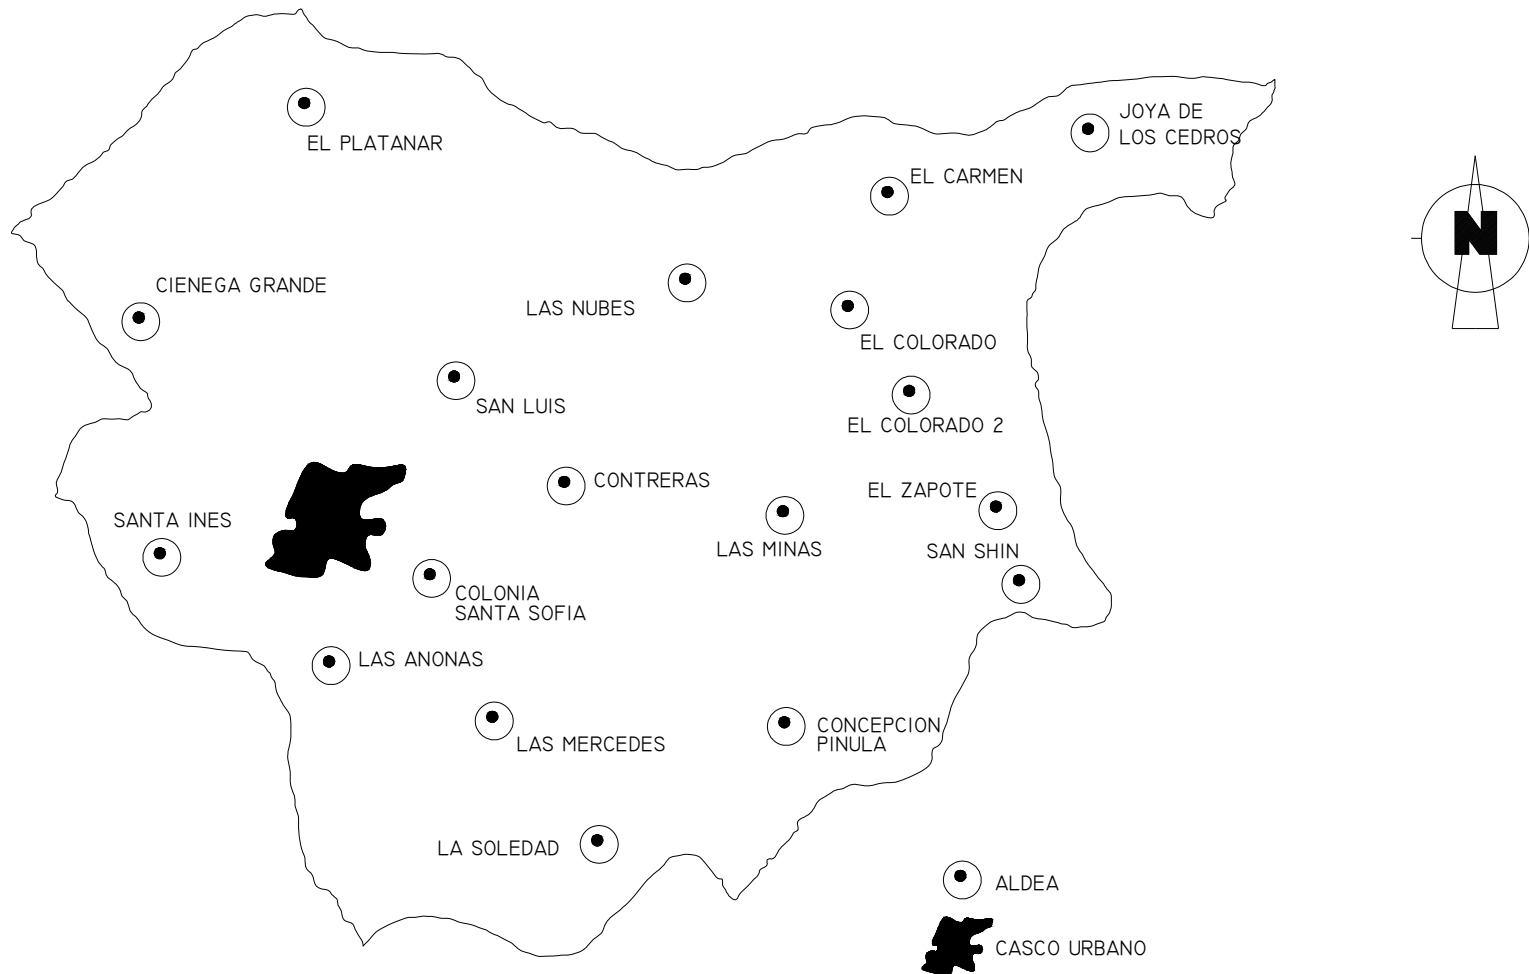 JOYA DE
LOS CEDROS
EL PLATANAR
EL CARMEN
N
CIENEGA GRANDE
LAS NUBES
EL COLORADO
SAN LUIS
EL COLORADO 2
CONTRERAS
EL ZAPOTE
SANTA INES
LAS MINAS
SAN SHIN
COLONIA
SANTA SOFIA
LAS ANONAS
CONCEPCION
PINULA
LAS MERCEDES
LA SOLEDAD
ALDEA
CASCO URBANO